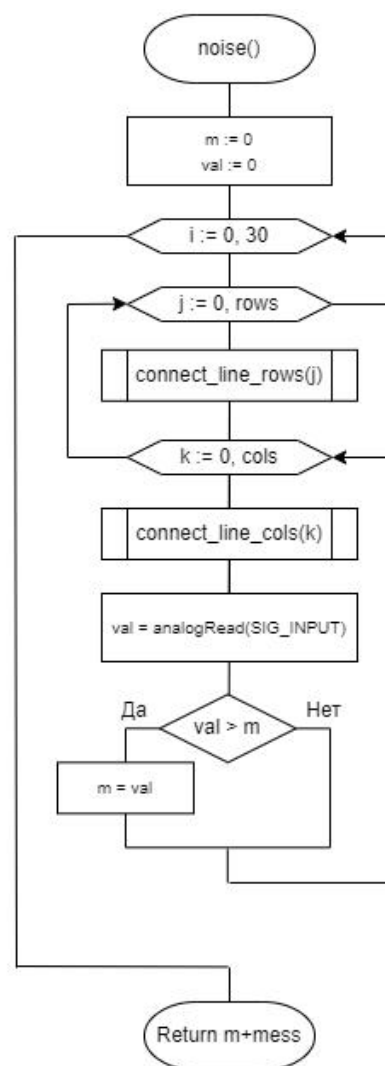 noise()
m := 0
val := 0
i := 0, 30
j := 0, rows
connect_line_rows(j)
k := 0, cols
connect_line_cols(k)
val = analogRead(SIG_INPUT)
Да
Нет
val > m
m = val
Return m+mess